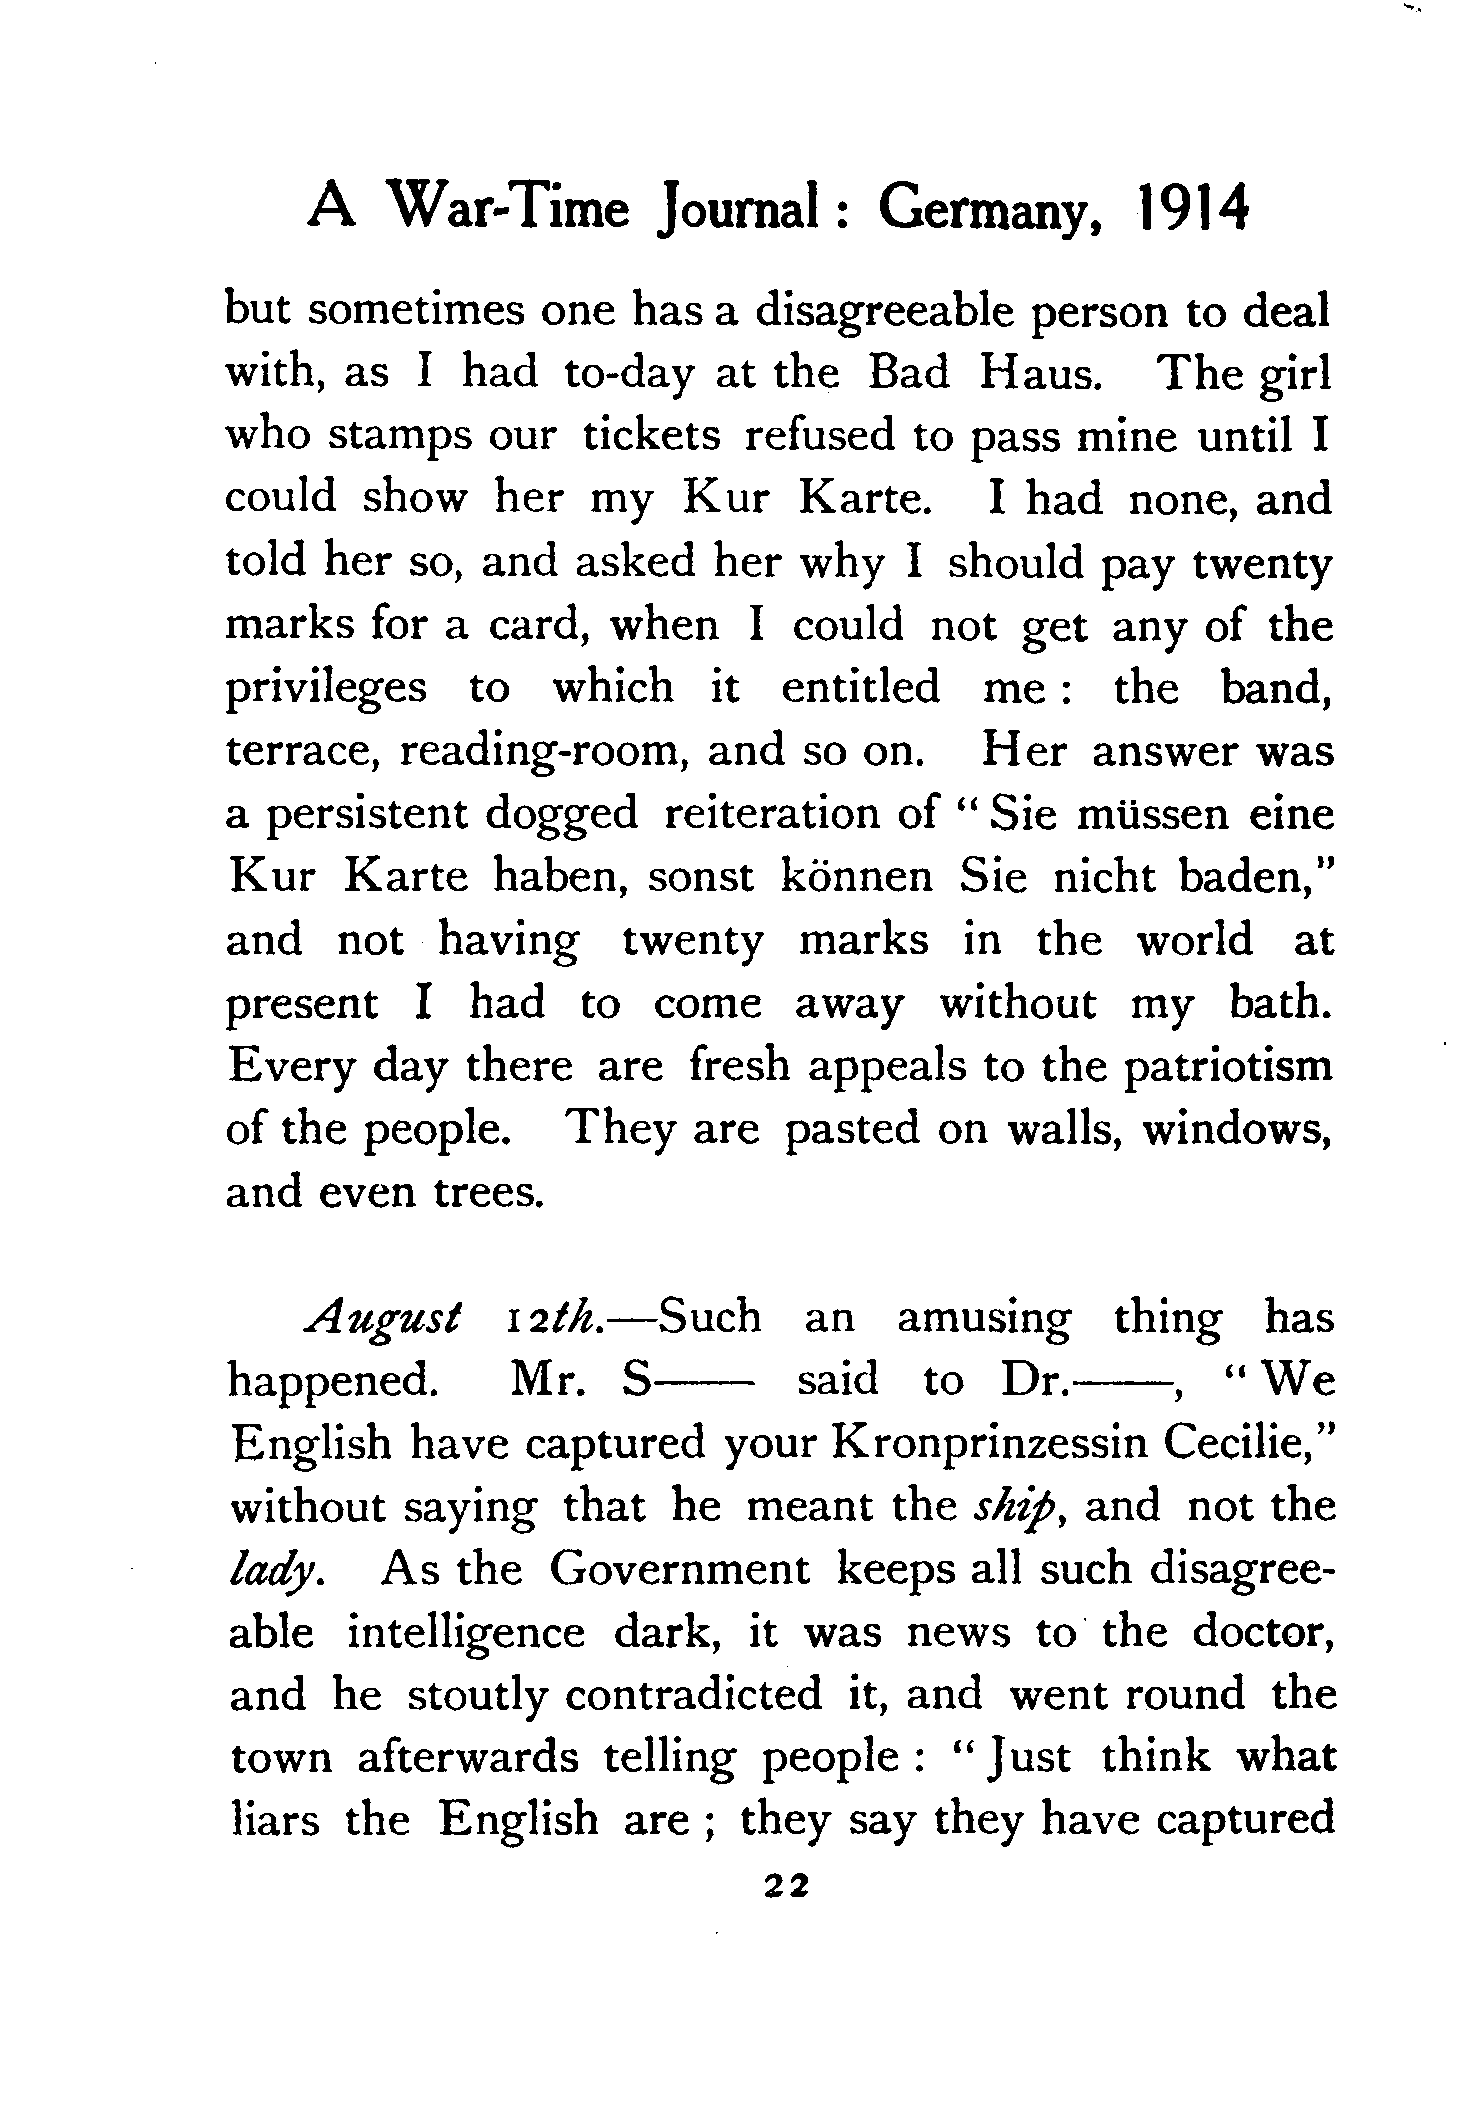 A War-Time Journal: Germany, 1914
but sometimes one has a disagreeable person to deal
with, as I had to-day at the Bad Haus. The girl
who stamps our tickets refused to pass mine until I
could show her my Kur Karte. I had none, and
told her so, and asked her why I should pay twenty
marks for a card, when I could not get any of the
privileges to which it entitled me : the band,
terrace, reading-room, and so on. Her answer was
a persistent dogged reiteration of " Sie müssen eine
Kur Karte haben, sonst können Sie nicht baden,"
and not having twenty marks in the world at
present I had to come away without my bath.
Every day there are fresh appeals to the patriotism
of the people. They are pasted on walls, windows,
and even trees.
August 12th.—Such an amusing thing has
happened. Mr. S—— said to Dr.——, " We
English have captured your Kronprinzessin Cecilie,"
without saying that he meant the ship, and not the
lady. As the Government keeps all such disagree-
able intelligence dark, it was news to the doctor,
and he stoutly contradicted it, and went round the
town afterwards telling people : " Just think what
liars the English are ; they say they have captured
22